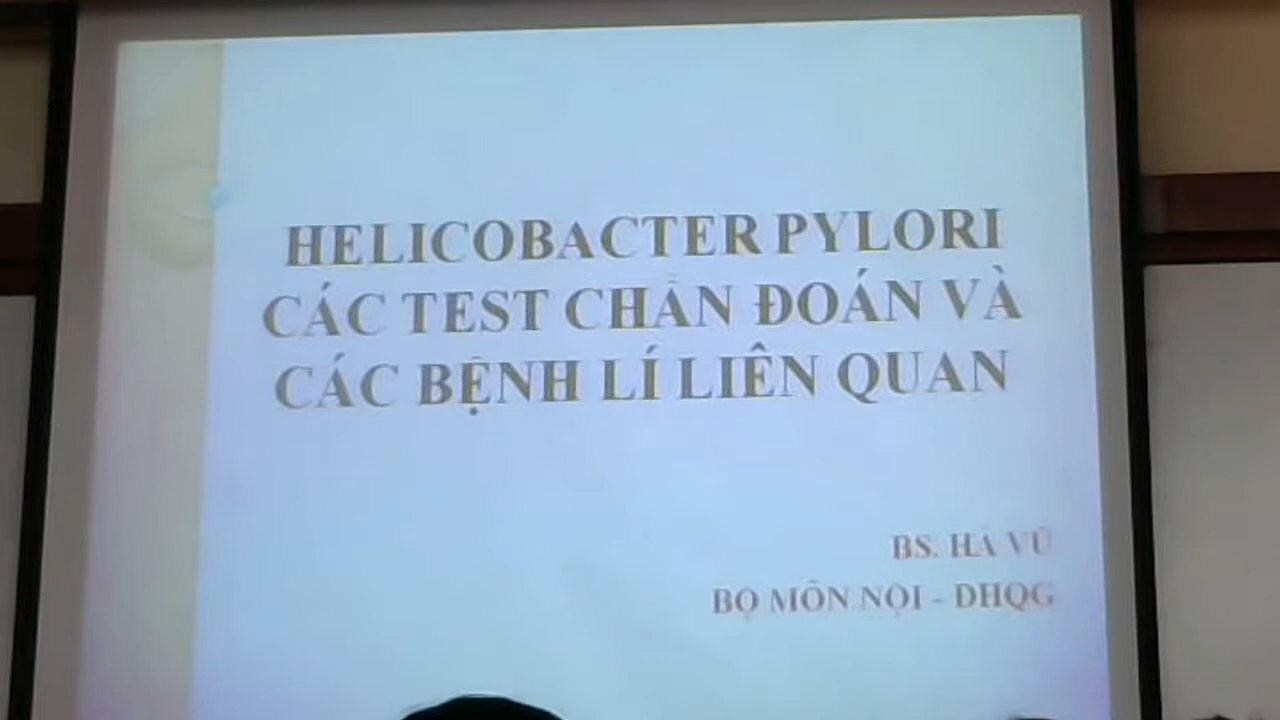 HELICOBACTER PYLORI
CÁC TEST CHẨN ĐOÁN VÀ
CÁC BỆNH LÍ LIÊN QUAN
BS. HÀ VŨ
BỘ MÔN NỘI - ĐHQG